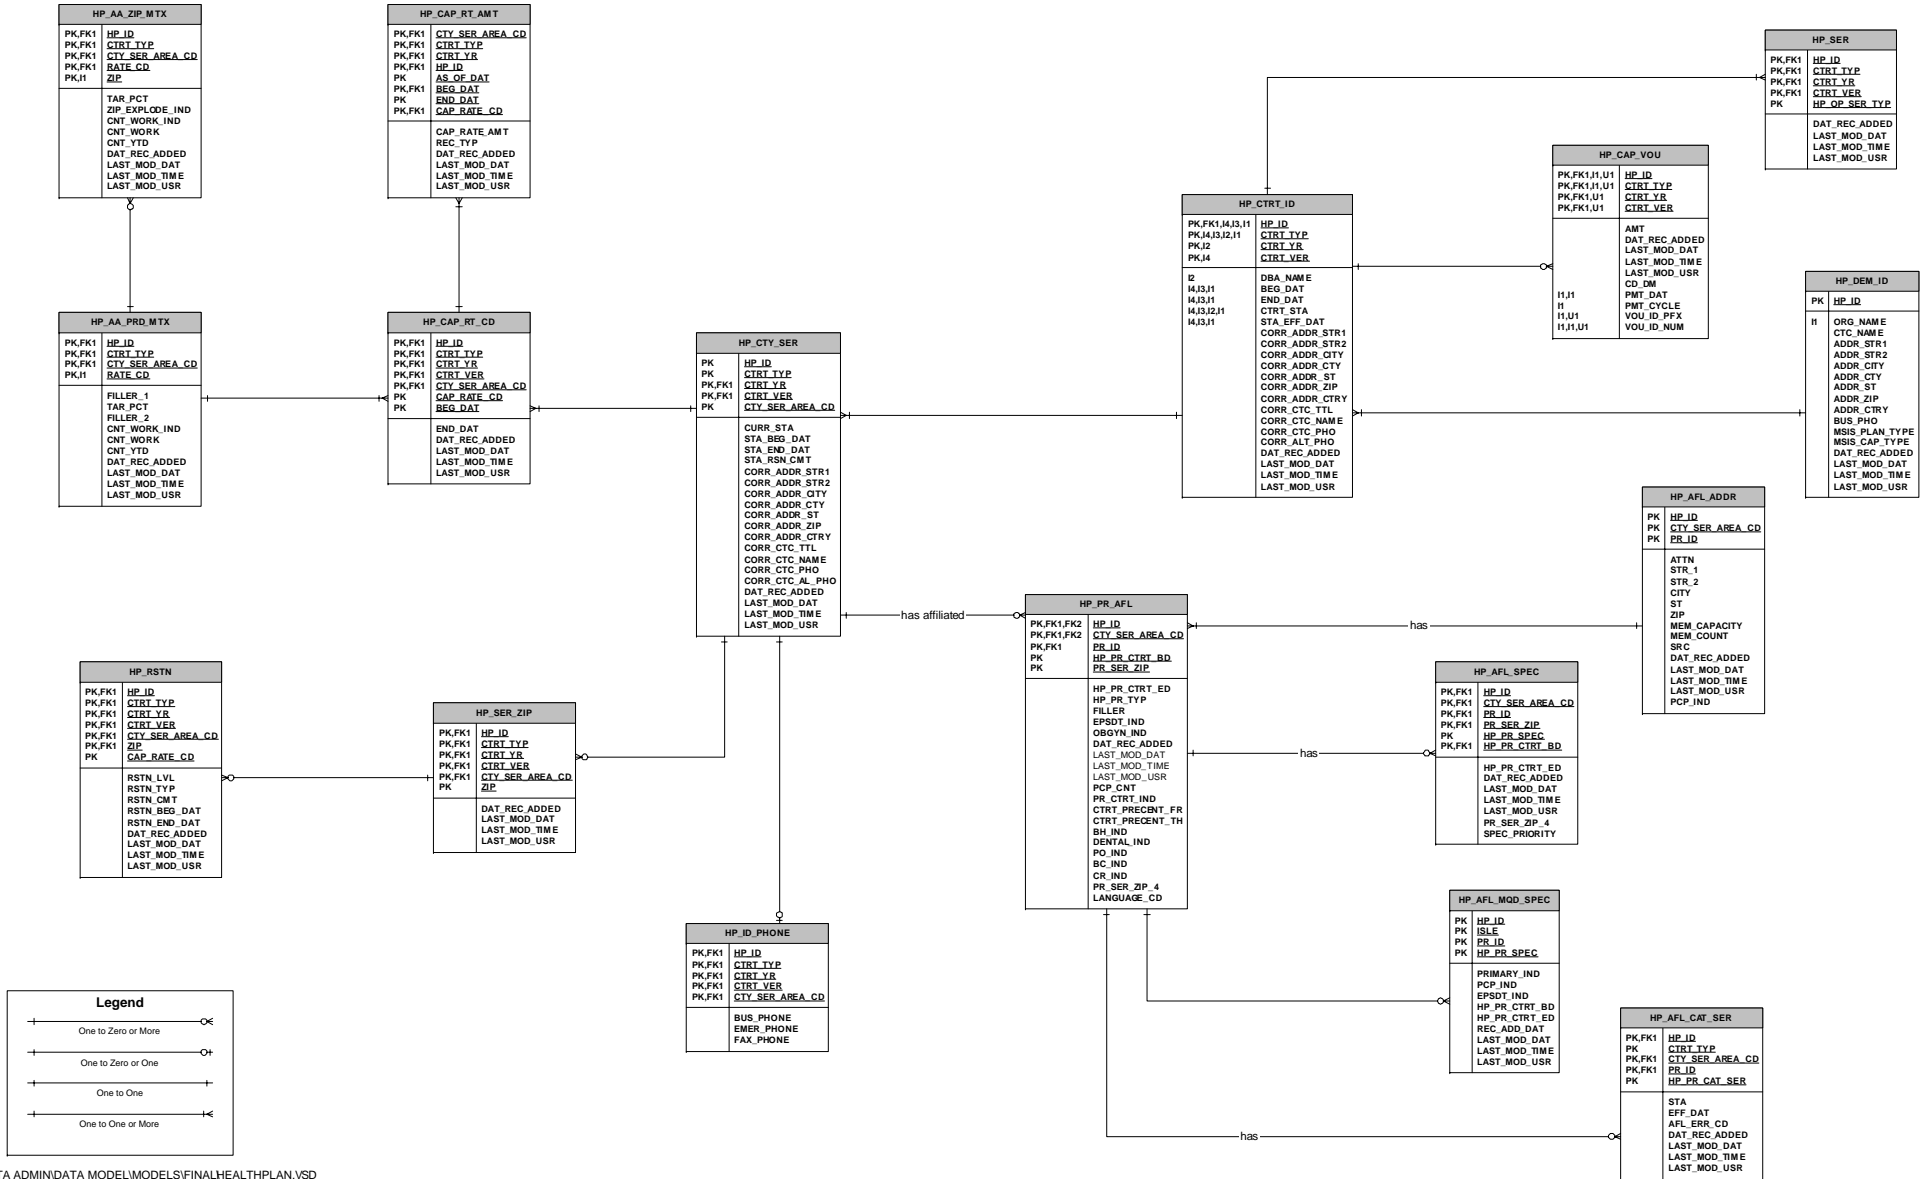 HP_AA_ZIP_MTX
PK,FK1 HP_ID
PK,FK1 CTRT_TYP
PK,FK1 CTY_SER_AREA_CD
PK,FK1 RATE_CD
PK,I1 ZIP
TAR_PCT
ZIP_EXPLODE_IND
CNT_WORK_IND
CNT_WORK
CNT_YTD
DAT_REC_ADDED
LAST_MOD_DAT
LAST_MOD_TIME
LAST_MOD_USR
HP_CAP_RT_AMT
PK,FK1 CTY_SER_AREA_CD
PK,FK1 CTRT_TYP
PK,FK1 CTRT_YR
PK,FK1 HP_ID
PK AS_OF_DAT
PK,FK1 BEG_DAT
PK END_DAT
PK,FK1 CAP_RATE_CD
CAP_RATE_AMT
REC_TYP
DAT_REC_ADDED
LAST_MOD_DAT
LAST_MOD_TIME
LAST_MOD_USR
HP_SER
PK,FK1 HP_ID
PK,FK1 CTRT_TYP
PK,FK1 CTRT_YR
PK,FK1 CTRT_VER
PK HP_OP_SER_TYP
DAT_REC_ADDED
LAST_MOD_DAT
LAST_MOD_TIME
LAST_MOD_USR
HP_CAP_VOU
PK,FK1,I1,U1 HP_ID
PK,FK1,I1,U1 CTRT_TYP
PK,FK1,U1 CTRT_YR
PK,FK1,U1 CTRT_VER
AMT
DAT_REC_ADDED
LAST_MOD_DAT
LAST_MOD_TIME
LAST_MOD_USR
CD_DM
I1,I1 PMT_DAT
I1 PMT_CYCLE
I1,U1 VOU_ID_PFX
I1,I1,U1 VOU_ID_NUM
HP_CTRT_ID
PK,FK1,I4,I3,I1 HP_ID
PK,I4,I3,I2,I1 CTRT_TYP
PK,I2 CTRT_YR
PK,I4 CTRT_VER
I2 DBA_NAME
I4,I3,I1 BEG_DAT
I4,I3,I1 END_DAT
I4,I3,I2,I1 CTRT_STA
I4,I3,I1 STA_EFF_DAT
CORR_ADDR_STR1
CORR_ADDR_STR2
CORR_ADDR_CITY
CORR_ADDR_CTY
CORR_ADDR_ST
CORR_ADDR_ZIP
CORR_ADDR_CTRY
CORR_CTC_TTL
CORR_CTC_NAME
CORR_CTC_PHO
CORR_ALT_PHO
DAT_REC_ADDED
LAST_MOD_DAT
LAST_MOD_TIME
LAST_MOD_USR
HP_DEM_ID
PK HP_ID
I1 ORG_NAME
CTC_NAME
ADDR_STR1
ADDR_STR2
ADDR_CITY
ADDR_CTY
ADDR_ST
ADDR_ZIP
ADDR_CTRY
BUS_PHO
MSIS_PLAN_TYPE
MSIS_CAP_TYPE
DAT_REC_ADDED
LAST_MOD_DAT
LAST_MOD_TIME
LAST_MOD_USR
HP_AA_PRD_MTX
PK,FK1 HP_ID
PK,FK1 CTRT_TYP
PK,FK1 CTY_SER_AREA_CD
PK,I1 RATE_CD
FILLER_1
TAR_PCT
FILLER_2
CNT_WORK_IND
CNT_WORK
CNT_YTD
DAT_REC_ADDED
LAST_MOD_DAT
LAST_MOD_TIME
LAST_MOD_USR
HP_CAP_RT_CD
PK,FK1 HP_ID
PK,FK1 CTRT_TYP
PK,FK1 CTRT_YR
PK,FK1 CTRT_VER
PK,FK1 CTY_SER_AREA_CD
PK CAP_RATE_CD
PK BEG_DAT
END_DAT
DAT_REC_ADDED
LAST_MOD_DAT
LAST_MOD_TIME
LAST_MOD_USR
HP_CTY_SER
PK HP_ID
PK CTRT_TYP
PK,FK1 CTRT_YR
PK,FK1 CTRT_VER
PK CTY_SER_AREA_CD
CURR_STA
STA_BEG_DAT
STA_END_DAT
STA_RSN_CMT
CORR_ADDR_STR1
CORR_ADDR_STR2
CORR_ADDR_CITY
CORR_ADDR_CTY
CORR_ADDR_ST
CORR_ADDR_ZIP
CORR_ADDR_CTRY
CORR_CTC_TTL
CORR_CTC_NAME
CORR_CTC_PHO
CORR_CTC_AL_PHO
DAT_REC_ADDED
LAST_MOD_DAT
LAST_MOD_TIME
LAST_MOD_USR
has affiliated
HP_AFL_ADDR
PK HP_ID
PK CTY_SER_AREA_CD
PK PR_ID
ATTN
STR_1
STR_2
CITY
ST
ZIP
MEM_CAPACITY
MEM_COUNT
SRC
DAT_REC_ADDED
LAST_MOD_DAT
LAST_MOD_TIME
LAST_MOD_USR
PCP_IND
HP_PR_AFL
PK,FK1,FK2 HP_ID
PK,FK1,FK2 CTY_SER_AREA_CD
PK,FK1 PR_ID
PK HP_PR_CTRT_BD
PK PR_SER_ZIP
HP_PR_CTRT_ED
HP_PR_TYP
FILLER
EPSDT_IND
OBGYN_IND
DAT_REC_ADDED
LAST_MOD_DAT
LAST_MOD_TIME
LAST_MOD_USR
PCP_CNT
PR_CTRT_IND
CTRT_PRECENT_FR
CTRT_PRECENT_TH
BH_IND
DENTAL_IND
PO_IND
BC_IND
CR_IND
PR_SER_ZIP_4
LANGUAGE_CD
has
has
has
HP_AFL_SPEC
PK,FK1 HP_ID
PK,FK1 CTY_SER_AREA_CD
PK,FK1 PR_ID
PK,FK1 PR_SER_ZIP
PK HP_PR_SPEC
PK,FK1 HP_PR_CTRT_BD
HP_PR_CTRT_ED
DAT_REC_ADDED
LAST_MOD_DAT
LAST_MOD_TIME
LAST_MOD_USR
PR_SER_ZIP_4
SPEC_PRIORITY
HP_RSTN
PK,FK1 HP_ID
PK,FK1 CTRT_TYP
PK,FK1 CTRT_YR
PK,FK1 CTRT_VER
PK,FK1 CTY_SER_AREA_CD
PK,FK1 ZIP
PK CAP_RATE_CD
RSTN_LVL
RSTN_TYP
RSTN_CMT
RSTN_BEG_DAT
RSTN_END_DAT
DAT_REC_ADDED
LAST_MOD_DAT
LAST_MOD_TIME
LAST_MOD_USR
HP_SER_ZIP
PK,FK1 HP_ID
PK,FK1 CTRT_TYP
PK,FK1 CTRT_YR
PK,FK1 CTRT_VER
PK,FK1 CTY_SER_AREA_CD
PK ZIP
DAT_REC_ADDED
LAST_MOD_DAT
LAST_MOD_TIME
LAST_MOD_USR
HP_ID_PHONE
PK,FK1 HP_ID
PK,FK1 CTRT_TYP
PK,FK1 CTRT_YR
PK,FK1 CTRT_VER
PK,FK1 CTY_SER_AREA_CD
BUS_PHONE
EMER_PHONE
FAX_PHONE
HP_AFL_MQD_SPEC
PK HP_ID
PK ISLE
PK PR_ID
PK HP_PR_SPEC
PRIMARY_IND
PCP_IND
EPSDT_IND
HP_PR_CTRT_BD
HP_PR_CTRT_ED
REC_ADD_DAT
LAST_MOD_DAT
LAST_MOD_TIME
LAST_MOD_USR
HP_AFL_CAT_SER
PK,FK1 HP_ID
PK CTRT_TYP
PK,FK1 CTY_SER_AREA_CD
PK,FK1 PR_ID
PK HP_PR_CAT_SER
STA
EFF_DAT
AFL_ERR_CD
DAT_REC_ADDED
LAST_MOD_DAT
LAST_MOD_TIME
LAST_MOD_USR
Legend
One to Zero or More
One to Zero or One
One to One
One to One or More
TA ADMIN\DATA MODEL\MODELS\FINALHEALTHPLAN.VSD